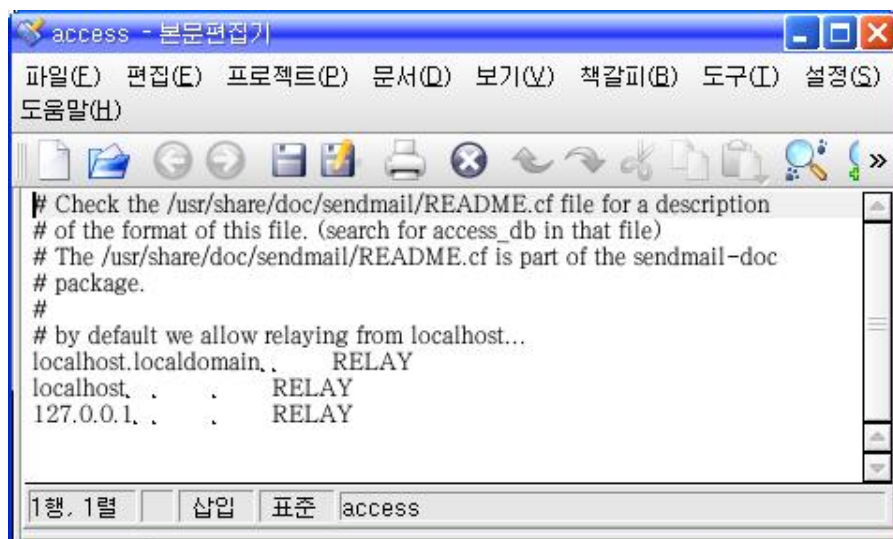 access - 본문편집기
파일(F) 편집(E) 프로젝트(P) 문서(D) 보기(V) 책갈피(B) 도구(T) 설정(S)
도움말(H)
# Check the /usr/share/doc/sendmail/README.cf file for a description
# of the format of this file. (search for access_db in that file)
# The /usr/share/doc/sendmail/README.cf is part of the sendmail-doc
# package.
#
# by default we allow relaying from localhost...
localhost.localdomain. . RELAY
localhost. . . RELAY
127.0.0.1. . . RELAY
1행, 1렬 삽입 표준 access